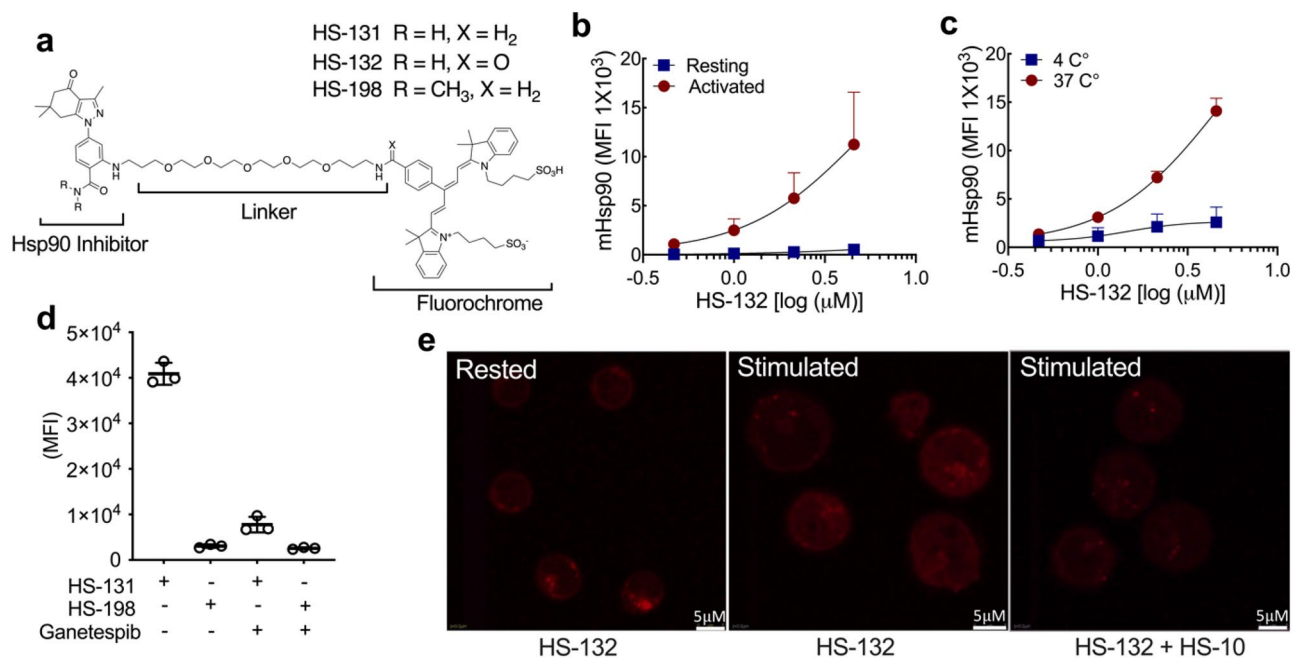 a
HS-131 R = H, X = H2
HS-132 R = H, X = O
HS-198 R = CH3, X = H2
O
N
N
NH
O
N
R
R
O
O
O
O
O
NH
X
N
SO3H
N+
SO3-
Hsp90 Inhibitor
Linker
Fluorochrome
b
Resting
Activated
mHsp90 (MFI 1X10³)
20
15
10
5
0
-0.5 0.0 0.5 1.0
HS-132 [log (μM)]
c
4 C°
37 C°
mHsp90 (MFI 1X10³)
20
15
10
5
0
-0.5 0.0 0.5 1.0
HS-132 [log (μM)]
d
(MFI)
5×10⁴
4×10⁴
3×10⁴
2×10⁴
1×10⁴
0
HS-131 + - + -
HS-198 - + - +
Ganetespib - - + +
e
Rested
5μM
HS-132
Stimulated
5μM
HS-132
Stimulated
5μM
HS-132 + HS-10